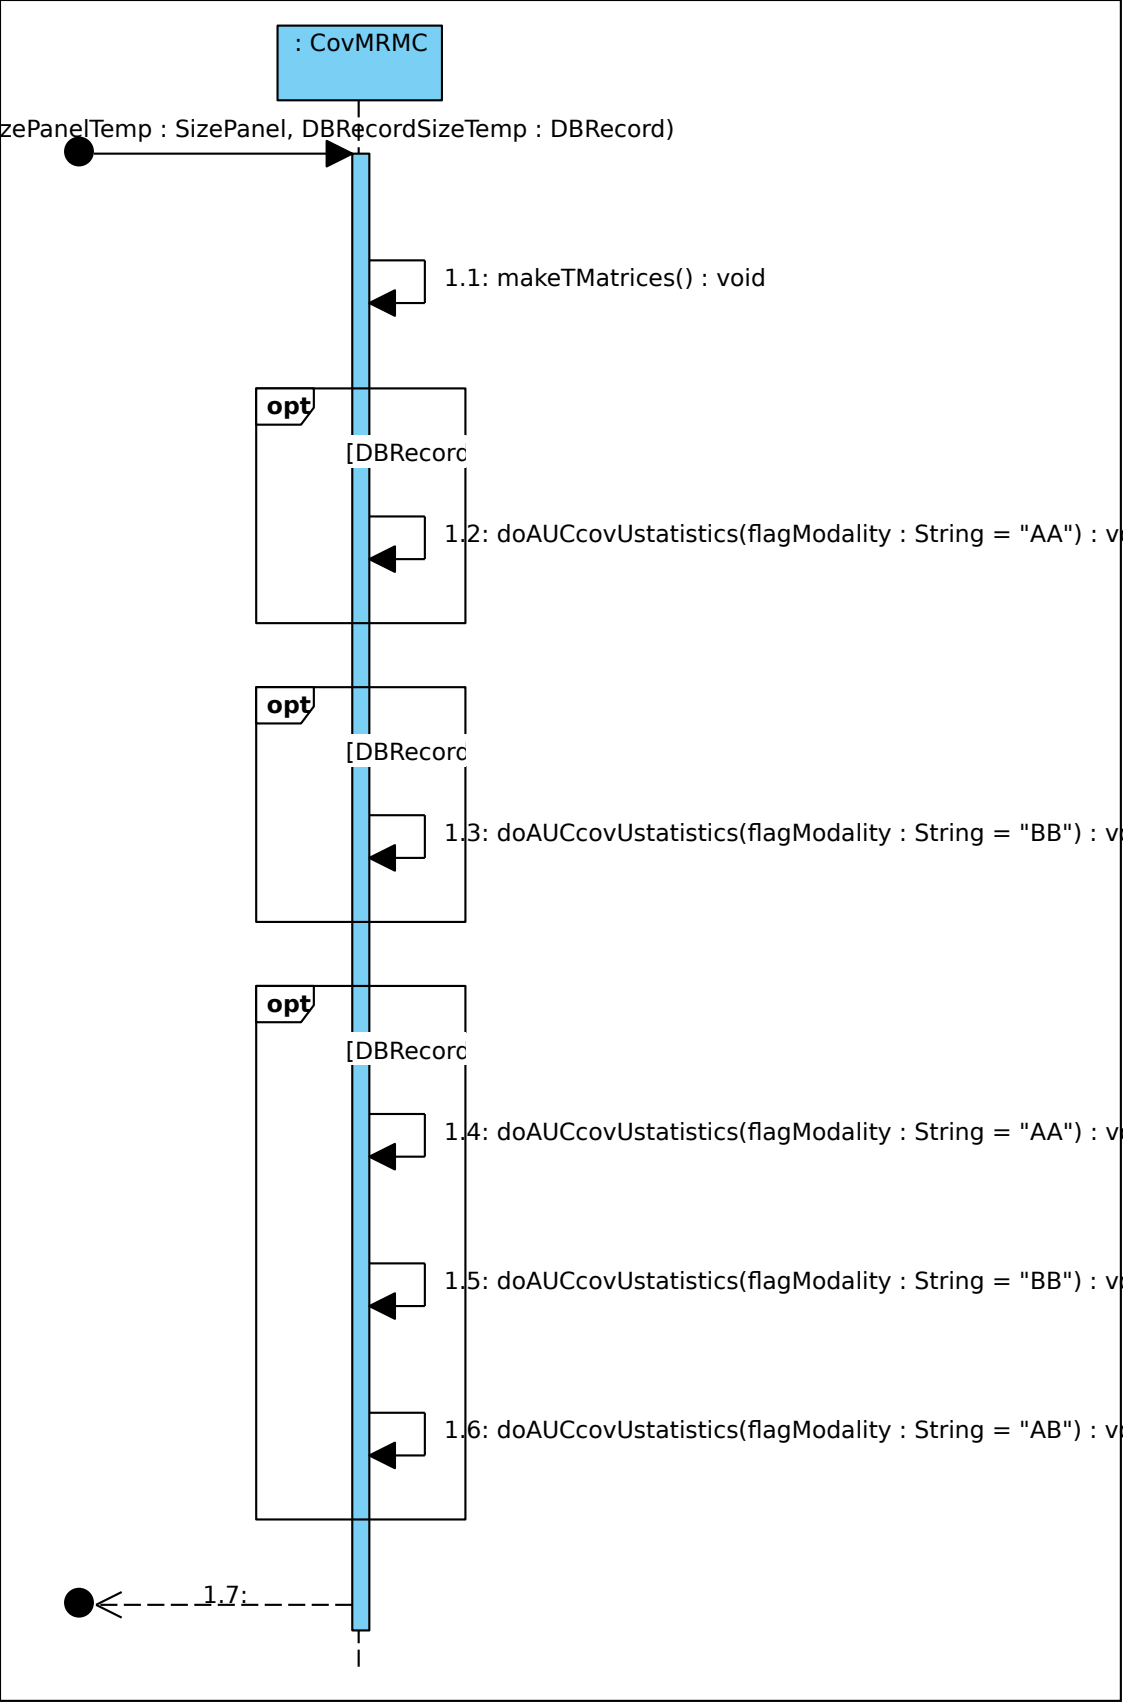 : CovMRMC
zePanelTemp : SizePanel, DBRecordSizeTemp : DBRecord)
1.1: makeTMatrices() : void
opt
[DBRecord
1.2: doAUCcovUstatistics(flagModality : String = "AA") : v
opt
[DBRecord
1.3: doAUCcovUstatistics(flagModality : String = "BB") : v
opt
[DBRecord
1.4: doAUCcovUstatistics(flagModality : String = "AA") : v
1.5: doAUCcovUstatistics(flagModality : String = "BB") : v
1.6: doAUCcovUstatistics(flagModality : String = "AB") : v
1.7: